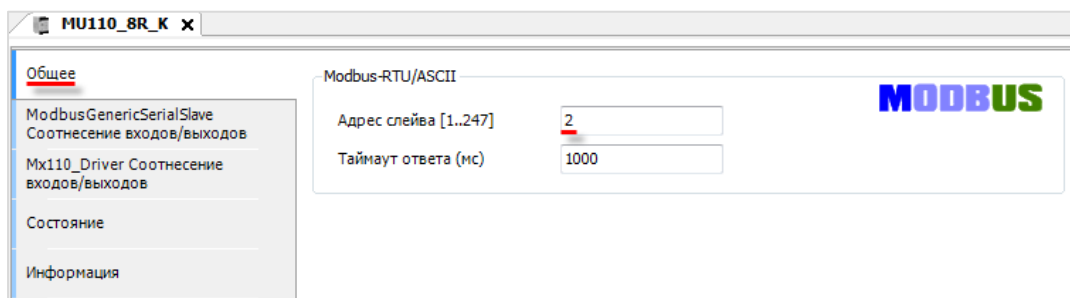 MU110_8R_K X
Общее
ModbusGenericSerialSlave
Соотнесение входов/выходов
Mx110_Driver Соотнесение
входов/выходов
Состояние
Информация
Modbus-RTU/ASCII
MODBUS
Адрес слейва [1..247] 2
Таймаут ответа (мс) 1000